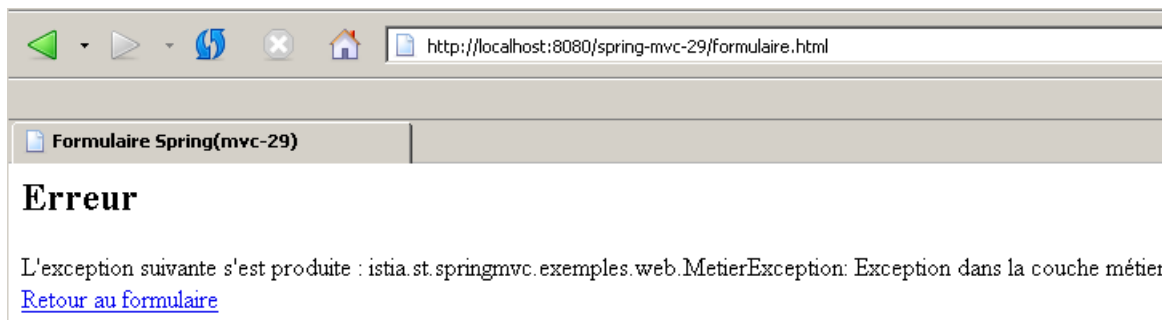 http://localhost:8080/spring-mvc-29/formulaire.html
Formulaire Spring(mvc-29)
Erreur
L'exception suivante s'est produite : istia.st.springmvc.exemples.web.MetierException: Exception dans la couche métier
Retour au formulaire